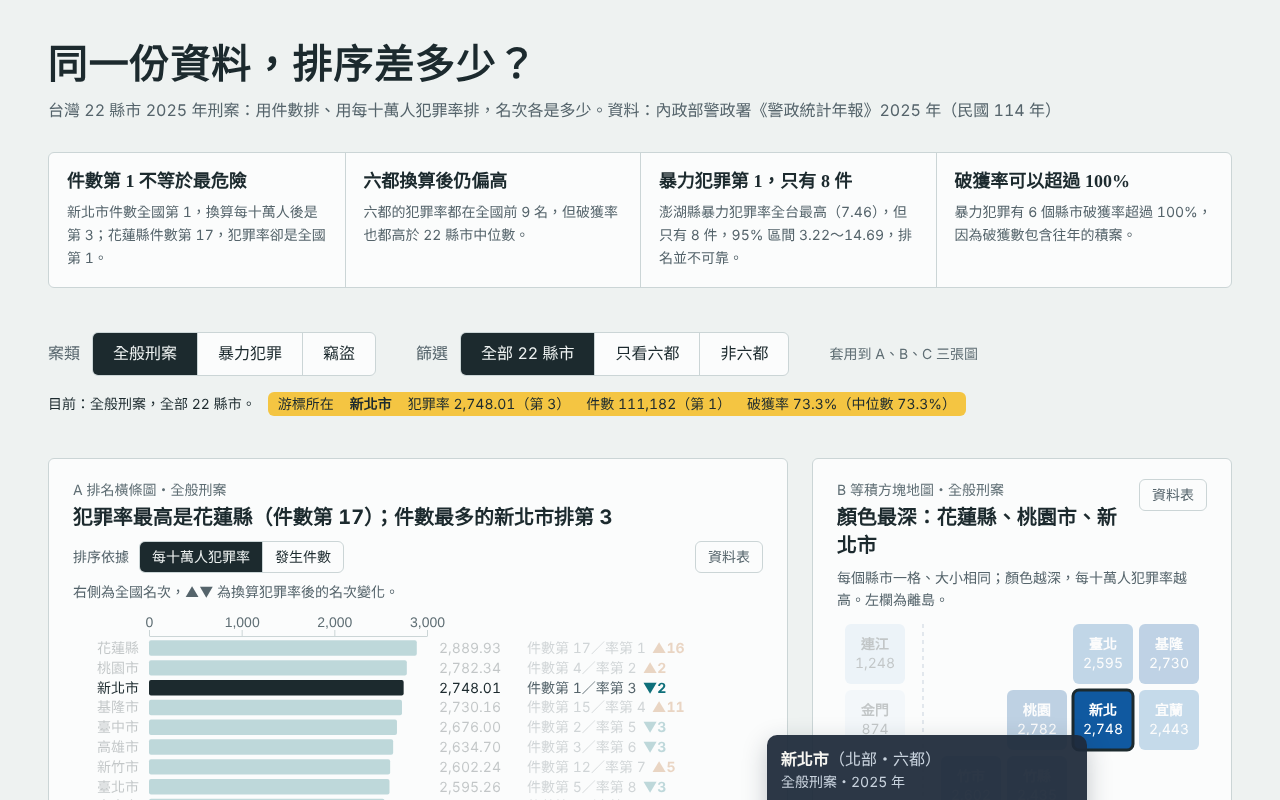 同一份資料，排序差多少？
台灣 22 縣市 2025 年刑案：用件數排、用每十萬人犯罪率排，名次各是多少。資料：內政部警政署《警政統計年報》2025 年（民國 114 年）
件數第 1 不等於最危險
新北市件數全國第 1，換算每十萬人後是
第 3；花蓮縣件數第 17，犯罪率卻是全國
第 1。
六都換算後仍偏高
六都的犯罪率都在全國前 9 名，但破獲率
也都高於 22 縣市中位數。
暴力犯罪第 1，只有 8 件
澎湖縣暴力犯罪率全台最高（7.46），但
只有 8 件，95% 區間 3.22～14.69，排
名並不可靠。
破獲率可以超過 100%
暴力犯罪有 6 個縣市破獲率超過 100%，
因為破獲數包含往年的積案。
案類 全般刑案 暴力犯罪 竊盜 篩選 全部 22 縣市 只看六都 非六都 套用到 A、B、C 三張圖
目前：全般刑案，全部 22 縣市。 游標所在 新北市 犯罪率 2,748.01（第 3） 件數 111,182（第 1） 破獲率 73.3%（中位數 73.3%）
A 排名橫條圖・全般刑案
犯罪率最高是花蓮縣（件數第 17）；件數最多的新北市排第 3
排序依據 每十萬人犯罪率 發生件數 資料表
右側為全國名次，▲▼ 為換算犯罪率後的名次變化。
0 1,000 2,000 3,000
花蓮縣 2,889.93 件數第 17／率第 1 ▲16
桃園市 2,782.34 件數第 4／率第 2 ▲2
新北市 2,748.01 件數第 1／率第 3 ▼2
基隆市 2,730.16 件數第 15／率第 4 ▲11
臺中市 2,676.00 件數第 2／率第 5 ▼3
高雄市 2,634.70 件數第 3／率第 6 ▼3
新竹市 2,602.24 件數第 12／率第 7 ▲5
臺北市 2,595.26 件數第 5／率第 8 ▼3
B 等積方塊地圖・全般刑案
資料表
顏色最深：花蓮縣、桃園市、新
北市
每個縣市一格、大小相同；顏色越深，每十萬人犯罪率越
高。左欄為離島。
連江 臺北 基隆
1,248 2,595 2,730
金門 桃園 新北 宜蘭
874 2,782 2,748 2,443
新北市（北部・六都）
全般刑案・2025 年